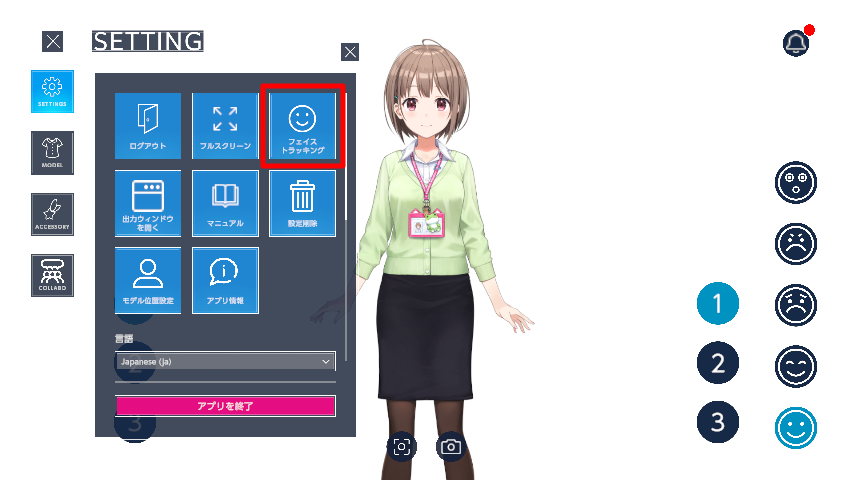 SETTING
SETTINGS
MODEL
ACCESSORY
COLLABO
ログアウト
フルスクリーン
フェイス
トラッキング
出力ウィンドウ
を開く
マニュアル
設定削除
モデル位置設定
アプリ情報
言語
Japanese (ja)
アプリを終了
1
2
3
1
2
3